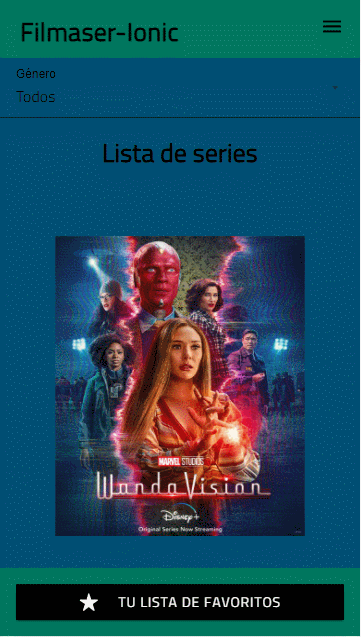 Filmaser-Ionic
Género
Todos
Lista de series
MARVEL STUDIOS
WandaVision
Disney+
Original Series Now Streaming
TU LISTA DE FAVORITOS